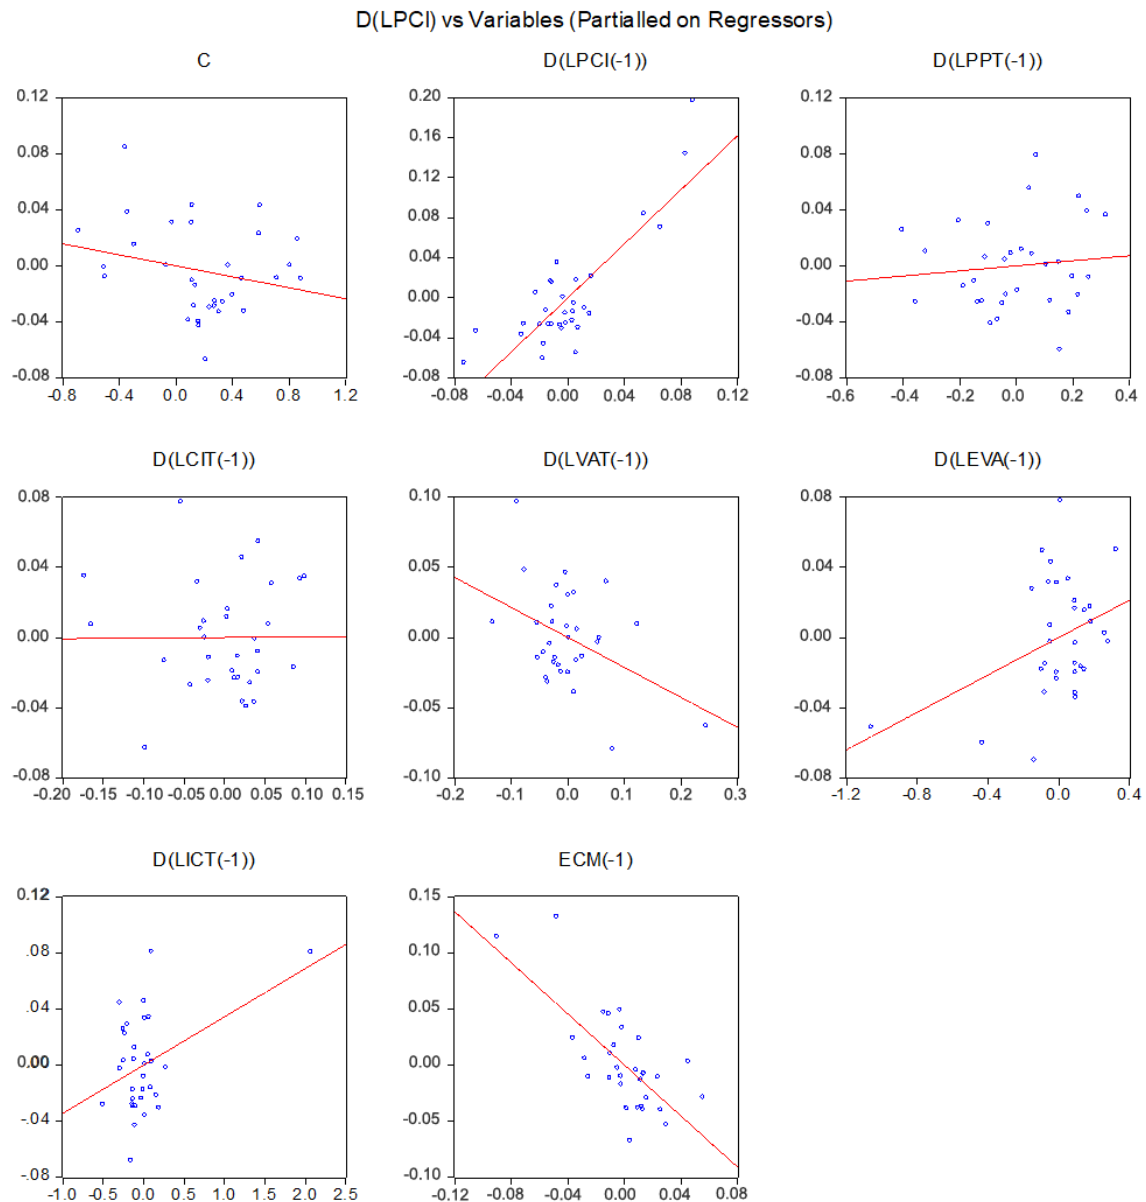 D(LPCI) vs Variables (Partialled on Regressors)
C
0.12
0.08
0.04
0.00
-0.04
-0.08
-0.8 -0.4 0.0 0.4 0.8 1.2
D(LPCI(-1))
0.20
0.16
0.12
0.08
0.04
0.00
-0.04
-0.08
-0.08 -0.04 0.00 0.04 0.08 0.12
D(LPPT(-1))
0.12
0.08
0.04
0.00
-0.04
-0.08
-0.6 -0.4 -0.2 0.0 0.2 0.4
D(LCIT(-1))
0.08
0.04
0.00
-0.04
-0.08
-0.20 -0.15 -0.10 -0.05 0.00 0.05 0.10 0.15
D(LVAT(-1))
0.10
0.05
0.00
-0.05
-0.10
-0.2 -0.1 0.0 0.1 0.2 0.3
D(LEVA(-1))
0.08
0.04
0.00
-0.04
-0.08
-1.2 -0.8 -0.4 0.0 0.4
D(LICT(-1))
0.12
.08
.04
.00
-.04
-.08
-1.0 -0.5 0.0 0.5 1.0 1.5 2.0 2.5
ECM(-1)
0.15
0.10
0.05
0.00
-0.05
-0.10
-0.12 -0.08 -0.04 0.00 0.04 0.08